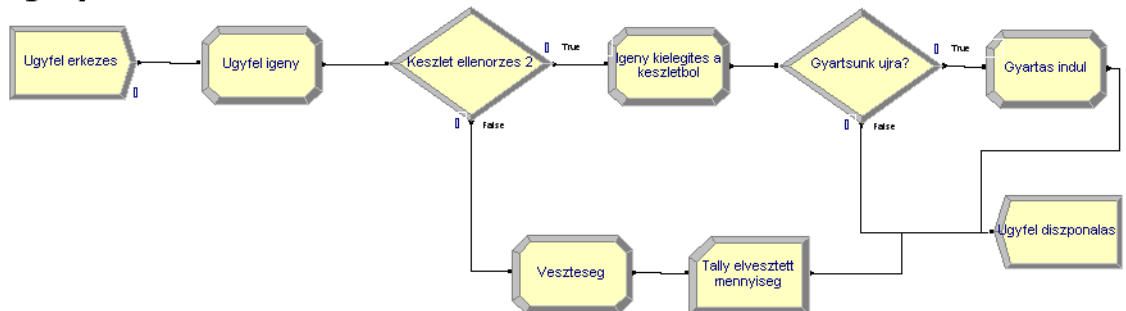 Ugyfel erkezes
Ugyfel igeny
Keszlet ellenorzes 2
True
False
Igeny kielegites a
keszletbol
Gyartsunk ujra?
True
False
Gyartas indul
Veszteseg
Tally elvesztett
mennyiseg
Ugyfel diszponalas